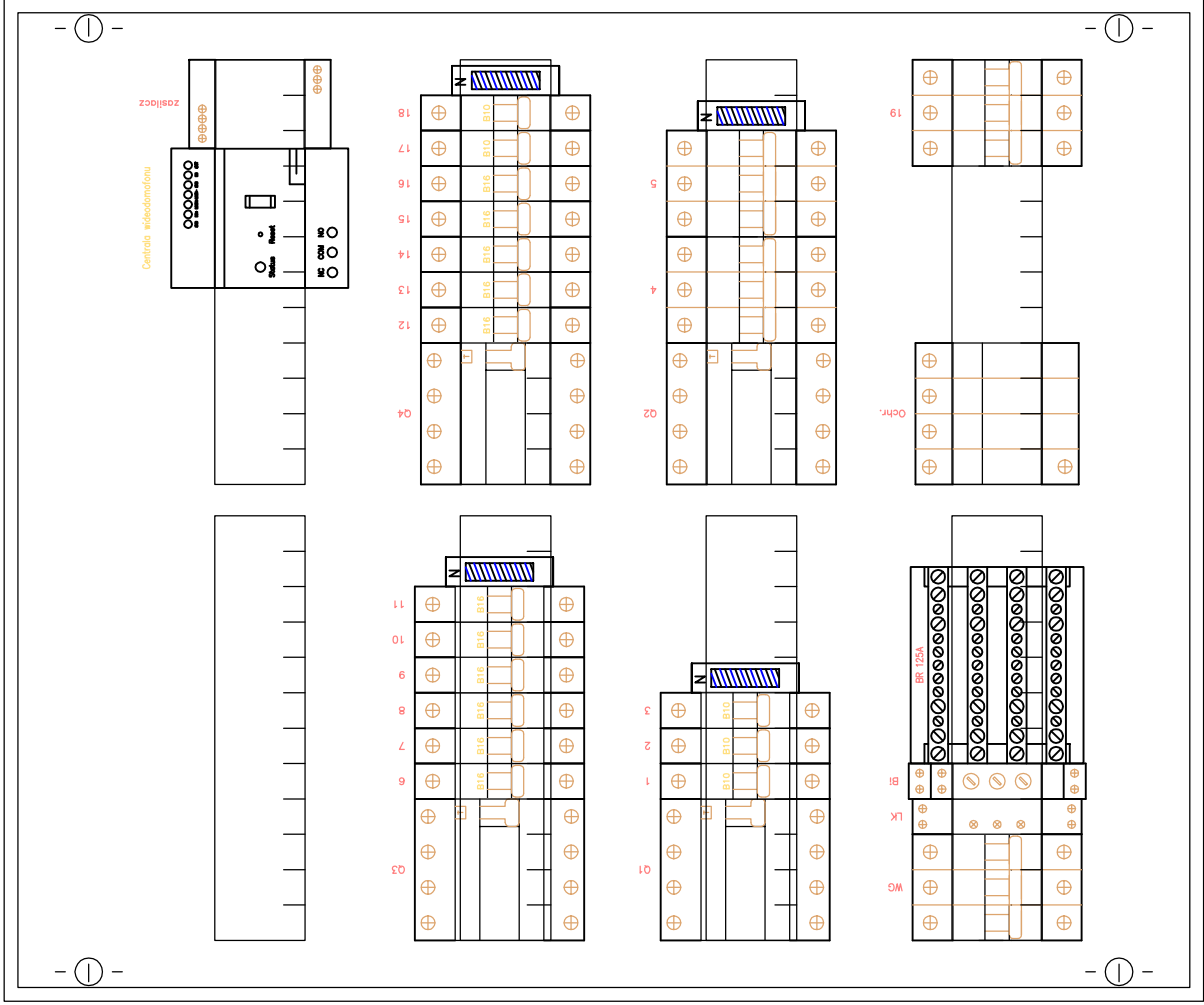 zasilacz
Centrala wideodomofonu
Reset
Status
NO
COM
NC
N
18
B10
17
B10
16
B16
15
B16
14
B16
13
B16
12
B16
T
Q4
N
5
4
T
Q2
19
Ochr.
N
11
B16
10
B16
9
B16
8
B16
7
B16
6
B16
T
Q3
N
3
B10
2
B10
1
B10
T
Q1
BR 125A
Bi
LK
WG